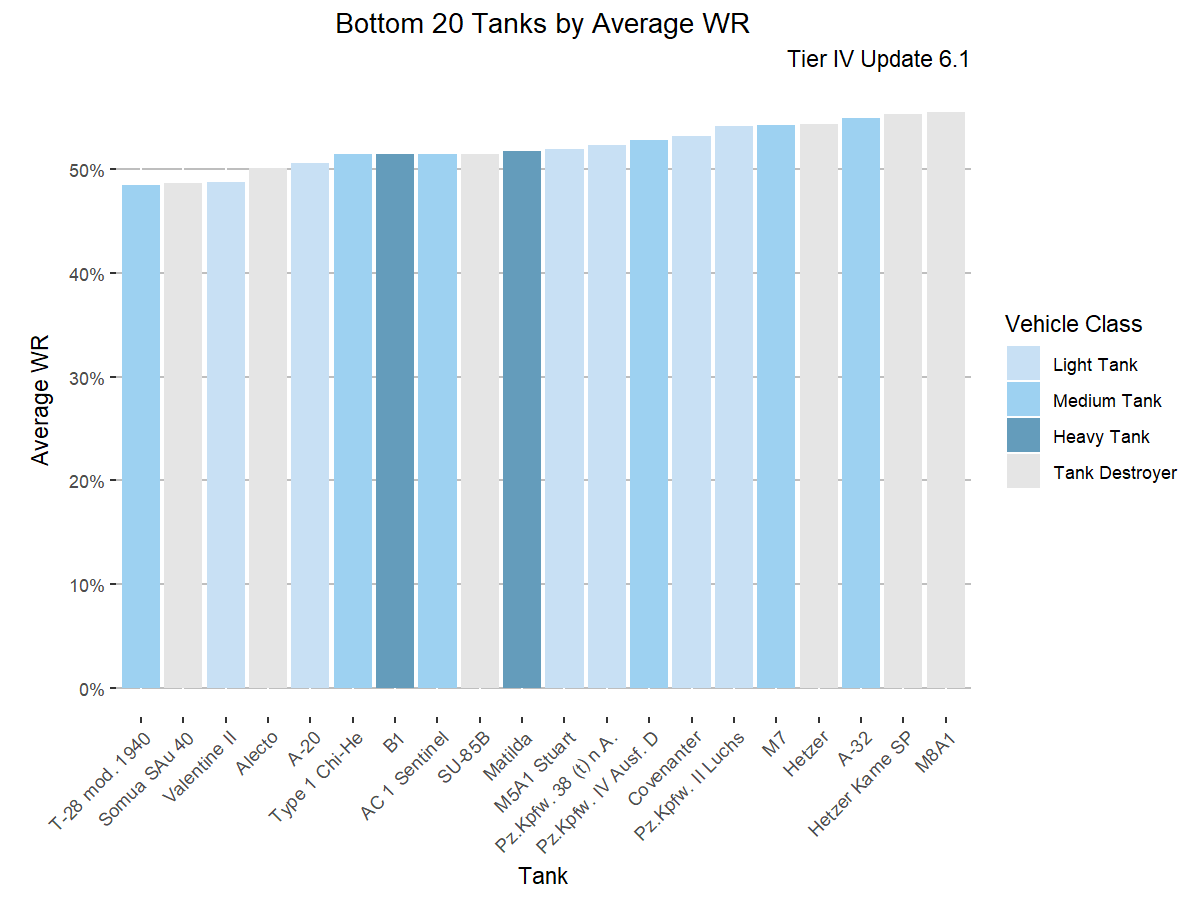 Bottom 20 Tanks by Average WR
Tier IV Update 6.1
Average WR
50%
40%
30%
20%
10%
0%
T-28 mod. 1940
Somua SAu 40
Valentine II
Alecto
A-20
Type 1 Chi-He
B1
AC 1 Sentinel
SU-85B
Matilda
M5A1 Stuart
Pz.Kpfw. 38 (t) n A.
Pz.Kpfw. IV Ausf. D
Covenanter
Pz.Kpfw. II Luchs
M7
Hetzer
A-32
Hetzer Kame SP
M8A1
Tank
Vehicle Class
Light Tank
Medium Tank
Heavy Tank
Tank Destroyer